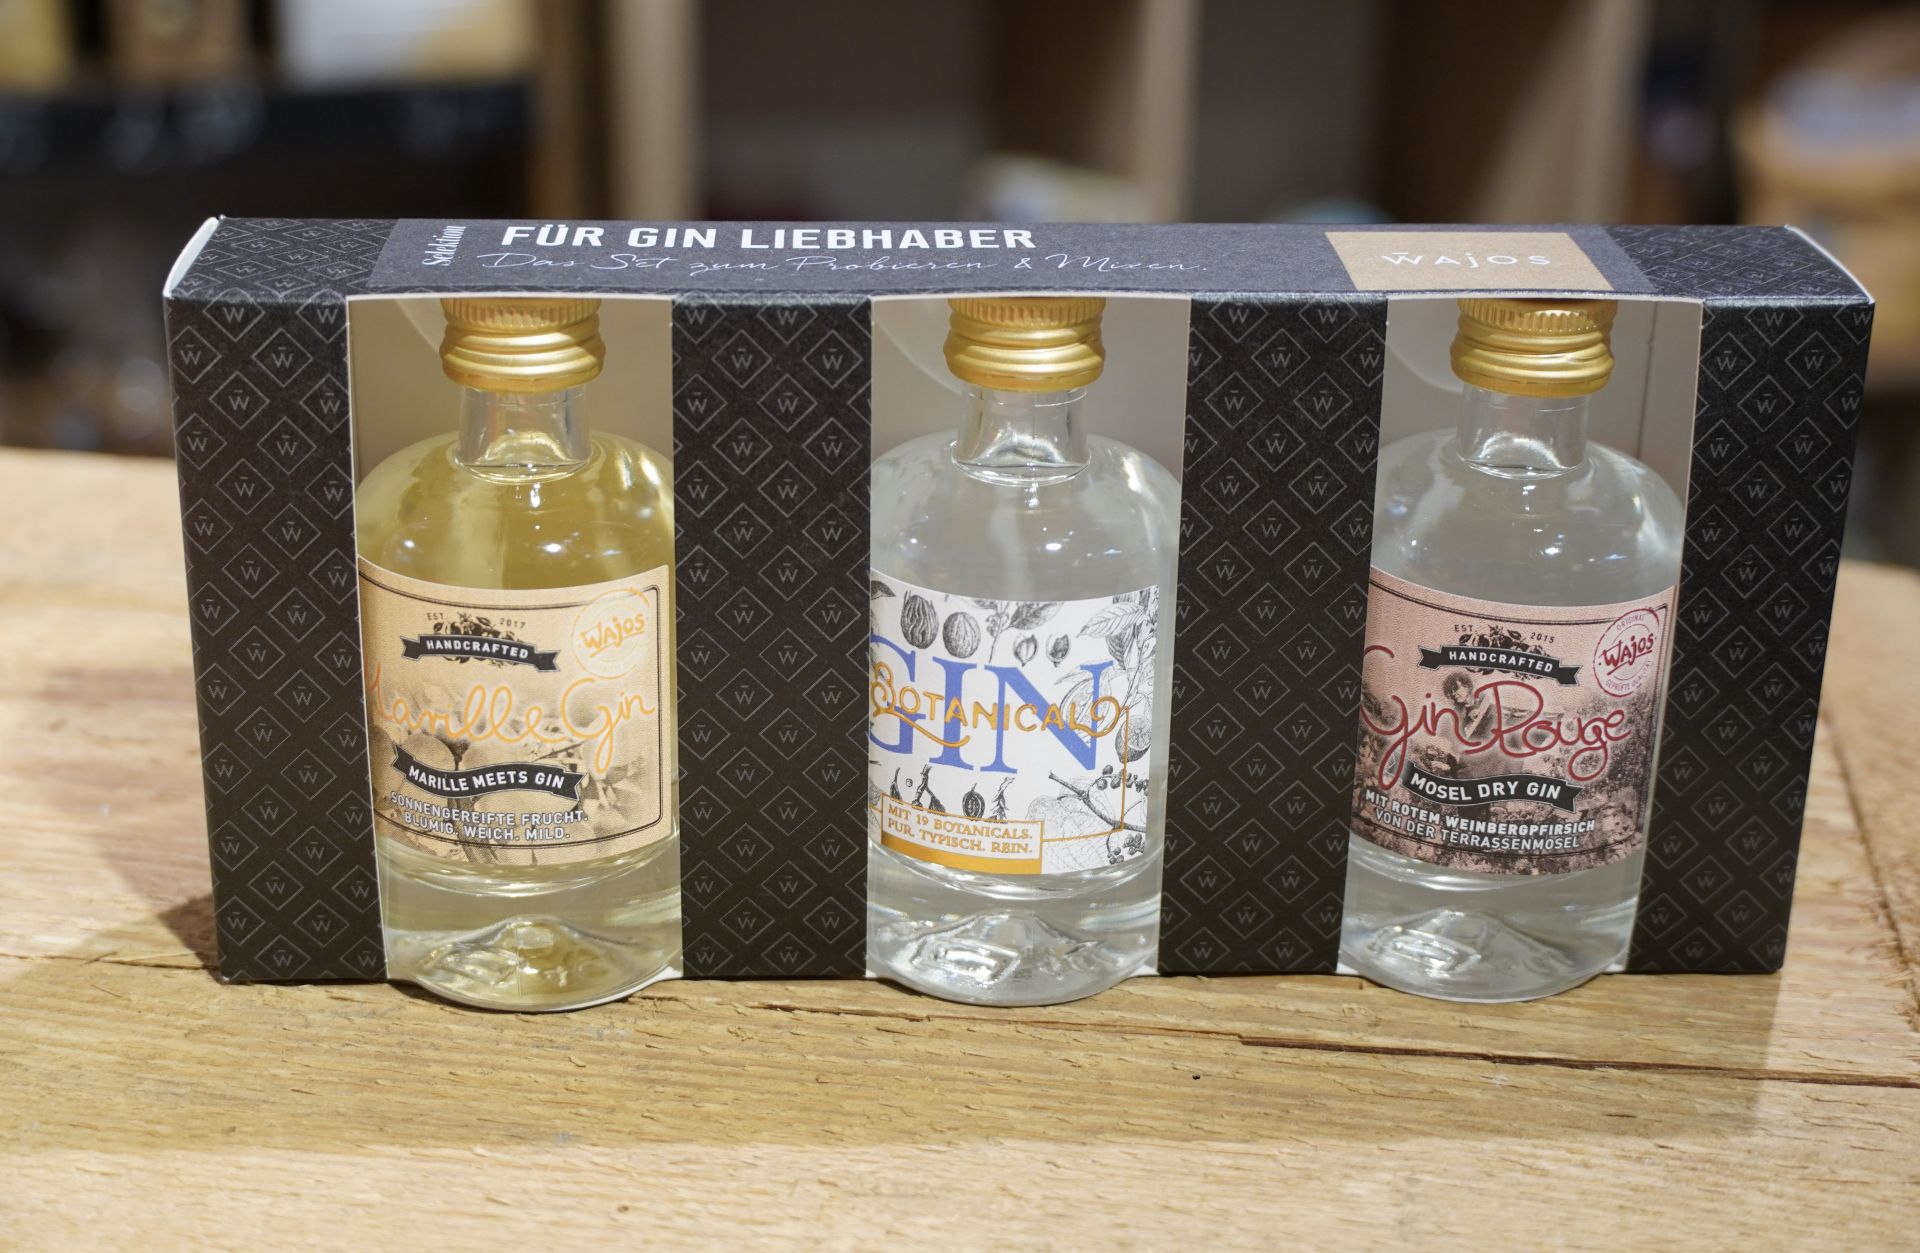 Selektion
FÜR GIN LIEBHABER
Das Set zum Probieren & Mixen.
WAJOS
EST. 2017
HANDCRAFTED
WAJOS
Marille Gin
MARILLE MEETS GIN
SONNENGEREIFTE FRUCHT.
BLUMIG. WEICH. MILD.
GIN
BOTANICAL
MIT 19 BOTANICALS.
PUR. TYPISCH. REIN.
EST. 2015
HANDCRAFTED
ORIGINAL
WAJOS
Gin Rouge
MOSEL DRY GIN
MIT ROTEM WEINBERGPFIRSICH
VON DER TERRASSENMOSEL